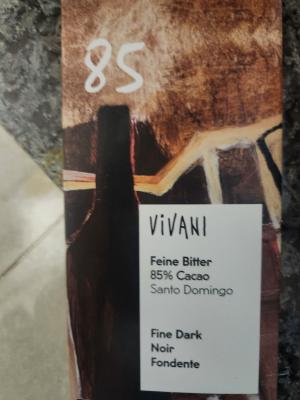 85
ViVANI
Feine Bitter
85% Cacao
Santo Domingo
Fine Dark
Noir
Fondente